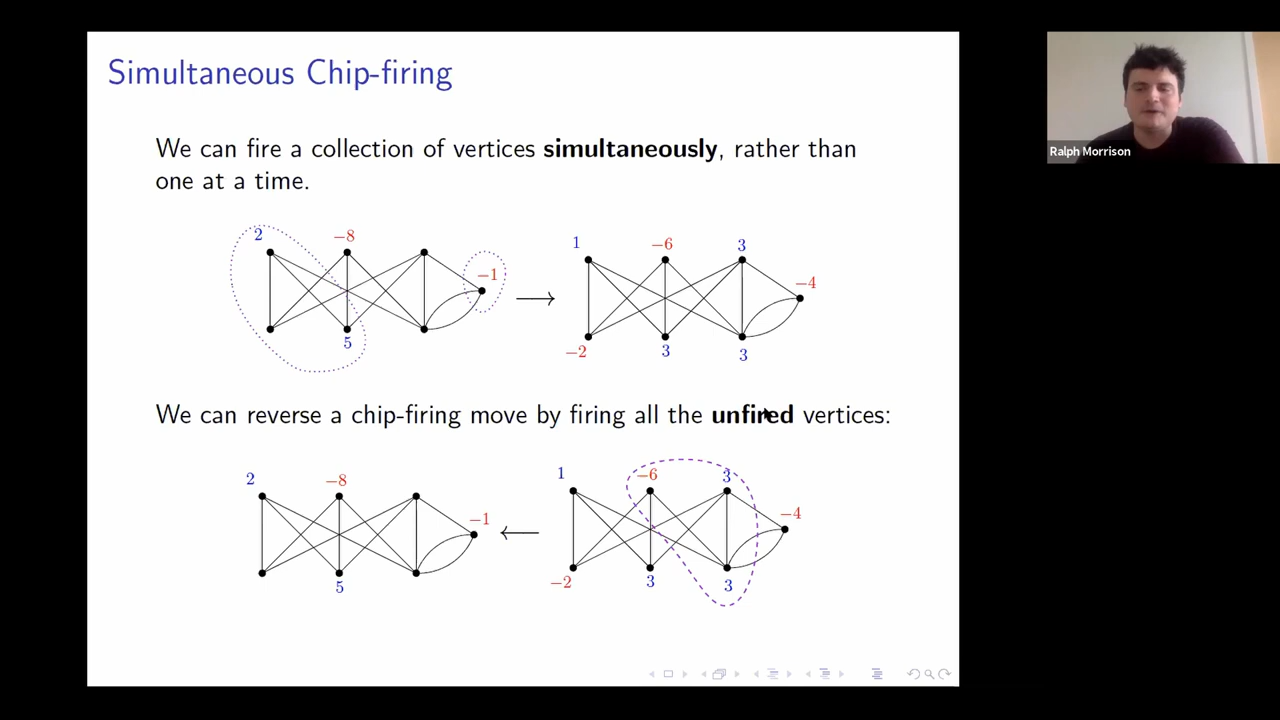 Simultaneous Chip-firing
Ralph Morrison
We can fire a collection of vertices simultaneously, rather than
one at a time.
2 −8 −1 5
1 −6 3 −4 −2 3 3
We can reverse a chip-firing move by firing all the unfired vertices:
2 −8 −1 5
1 −6 3 −4 −2 3 3